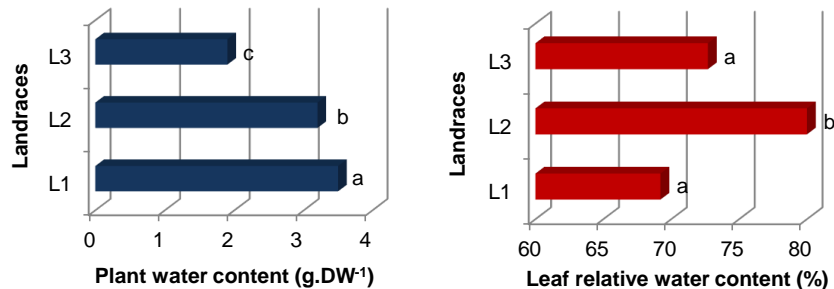 Landraces
L3
c
L2
b
L1
a
0 1 2 3 4
Plant water content (g.DW⁻¹)
Landraces
L3
a
L2
b
L1
a
60 65 70 75 80
Leaf relative water content (%)